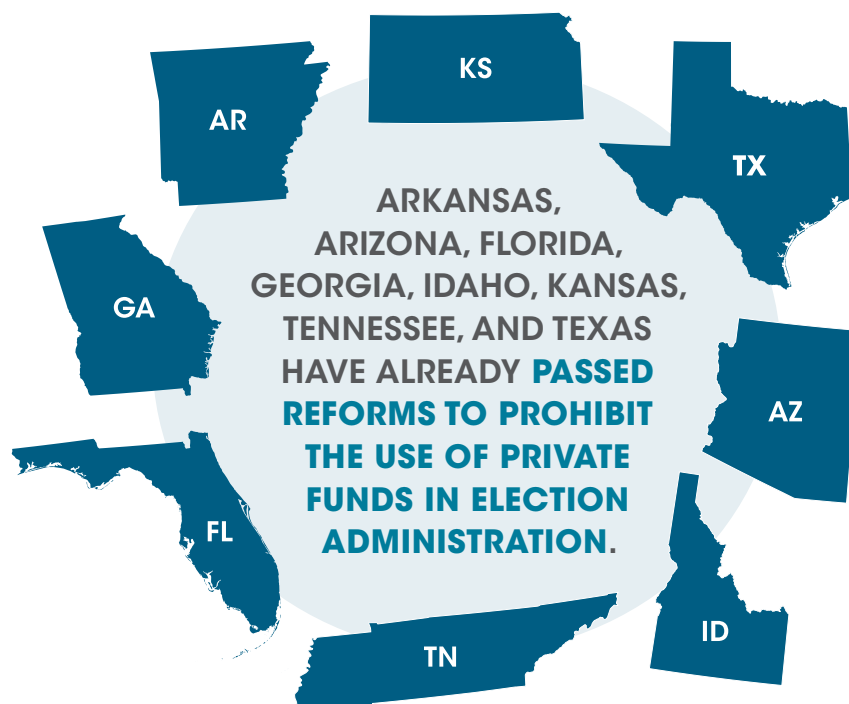 KS
AR
TX
ARKANSAS,
ARIZONA, FLORIDA,
GEORGIA, IDAHO, KANSAS,
TENNESSEE, AND TEXAS
HAVE ALREADY PASSED
REFORMS TO PROHIBIT
THE USE OF PRIVATE
FUNDS IN ELECTION
ADMINISTRATION.
GA
AZ
FL
ID
TN